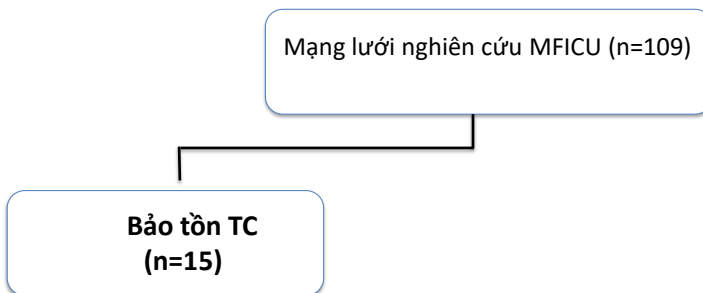 Mạng lưới nghiên cứu MFICU (n=109)
Bảo tồn TC
(n=15)